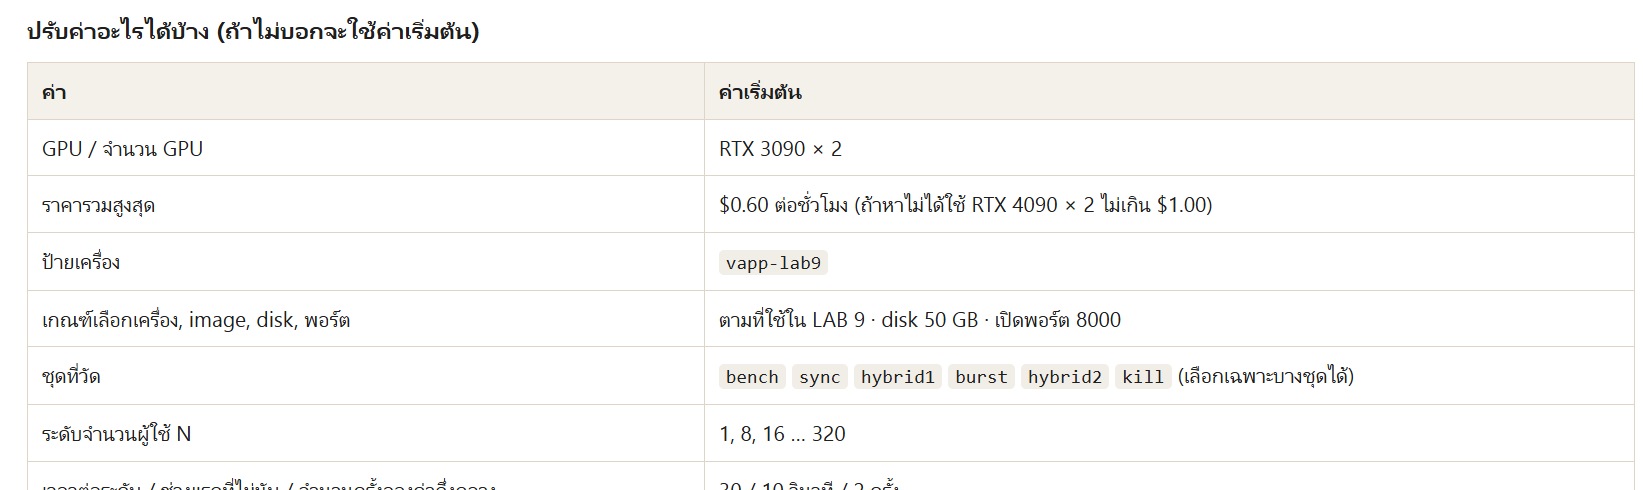 ปรับค่าอะไรได้บ้าง (ถ้าไม่บอกจะใช้ค่าเริ่มต้น)
ค่า ค่าเริ่มต้น
GPU / จำนวน GPU RTX 3090 × 2
ราคารวมสูงสุด $0.60 ต่อชั่วโมง (ถ้าหาไม่ได้ใช้ RTX 4090 × 2 ไม่เกิน $1.00)
ป้ายเครื่อง vapp-lab9
เกณฑ์เลือกเครื่อง, image, disk, พอร์ต ตามที่ใช้ใน LAB 9 · disk 50 GB · เปิดพอร์ต 8000
ชุดที่วัด bench sync hybrid1 burst hybrid2 kill (เลือกเฉพาะบางชุดได้)
ระดับจำนวนผู้ใช้ N 1, 8, 16 … 320